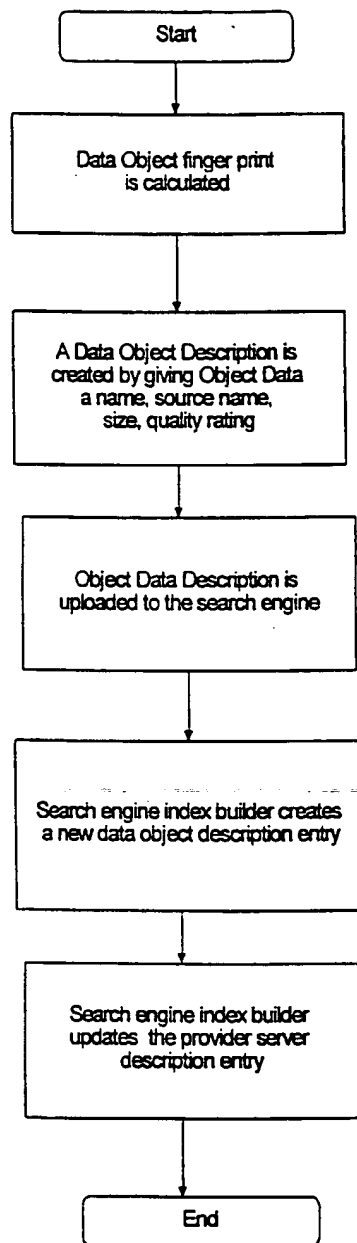 Start
Data Object finger print
is calculated
A Data Object Description is
created by giving Object Data
a name, source name,
size, quality rating
Object Data Description is
uploaded to the search engine
Search engine index builder creates
a new data object description entry
Search engine index builder
updates the provider server
description entry
End